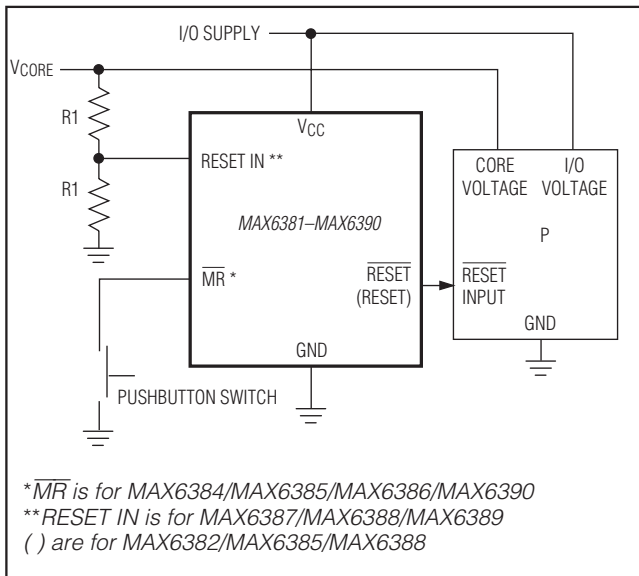 I/O SUPPLY
VCORE
R1
VCC
RESET IN **
CORE VOLTAGE
I/O VOLTAGE
R1
MAX6381–MAX6390
P
MR *
RESET
(RESET)
RESET
INPUT
GND
GND
PUSHBUTTON SWITCH
*MR is for MAX6384/MAX6385/MAX6386/MAX6390
**RESET IN is for MAX6387/MAX6388/MAX6389
( ) are for MAX6382/MAX6385/MAX6388